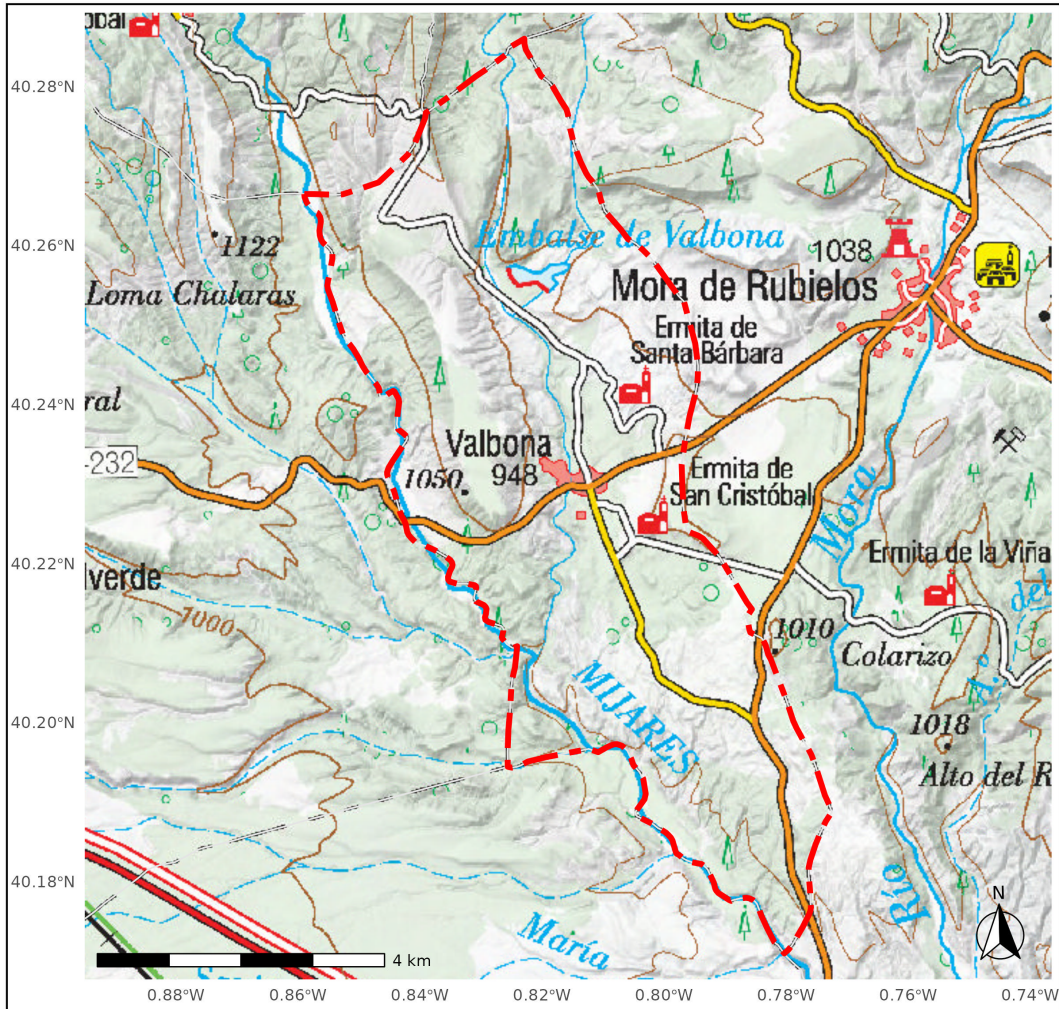 obal
40.28°N
40.26°N
40.24°N
40.22°N
40.20°N
40.18°N
1122
Loma Chalaras
Embalse de Valbona
1038
Mora de Rubielos
Ermita de
Santa Bárbara
ral
-232
Valbona
948
1050
Ermita de
San Cristóbal
Mora
Ermita de la Viña
lverde
1000
1010
Colarizo
A.o del
MIJARES
1018
Alto del R
Río
María
N
4 km
0.88°W
0.86°W
0.84°W
0.82°W
0.80°W
0.78°W
0.76°W
0.74°W